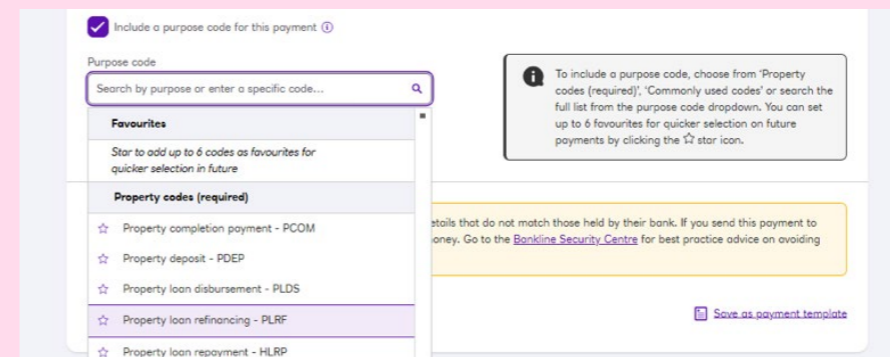 Include a purpose code for this payment
Purpose code
Search by purpose or enter a specific code...
Favourites
Star to add up to 6 codes as favourites for
quicker selection in future
Property codes (required)
Property completion payment - PCOM
Property deposit - PDEP
Property loan disbursement - PLDS
Property loan refinancing - PLRF
Property loan repayment - HLRP
To include a purpose code, choose from 'Property
codes (required)', 'Commonly used codes' or search the
full list from the purpose code dropdown. You can set
up to 6 favourites for quicker selection on future
payments by clicking the ☆ star icon.
etails that do not match those held by their bank. If you send this payment to
oney. Go to the Bankline Security Centre for best practice advice on avoiding
Save as payment template